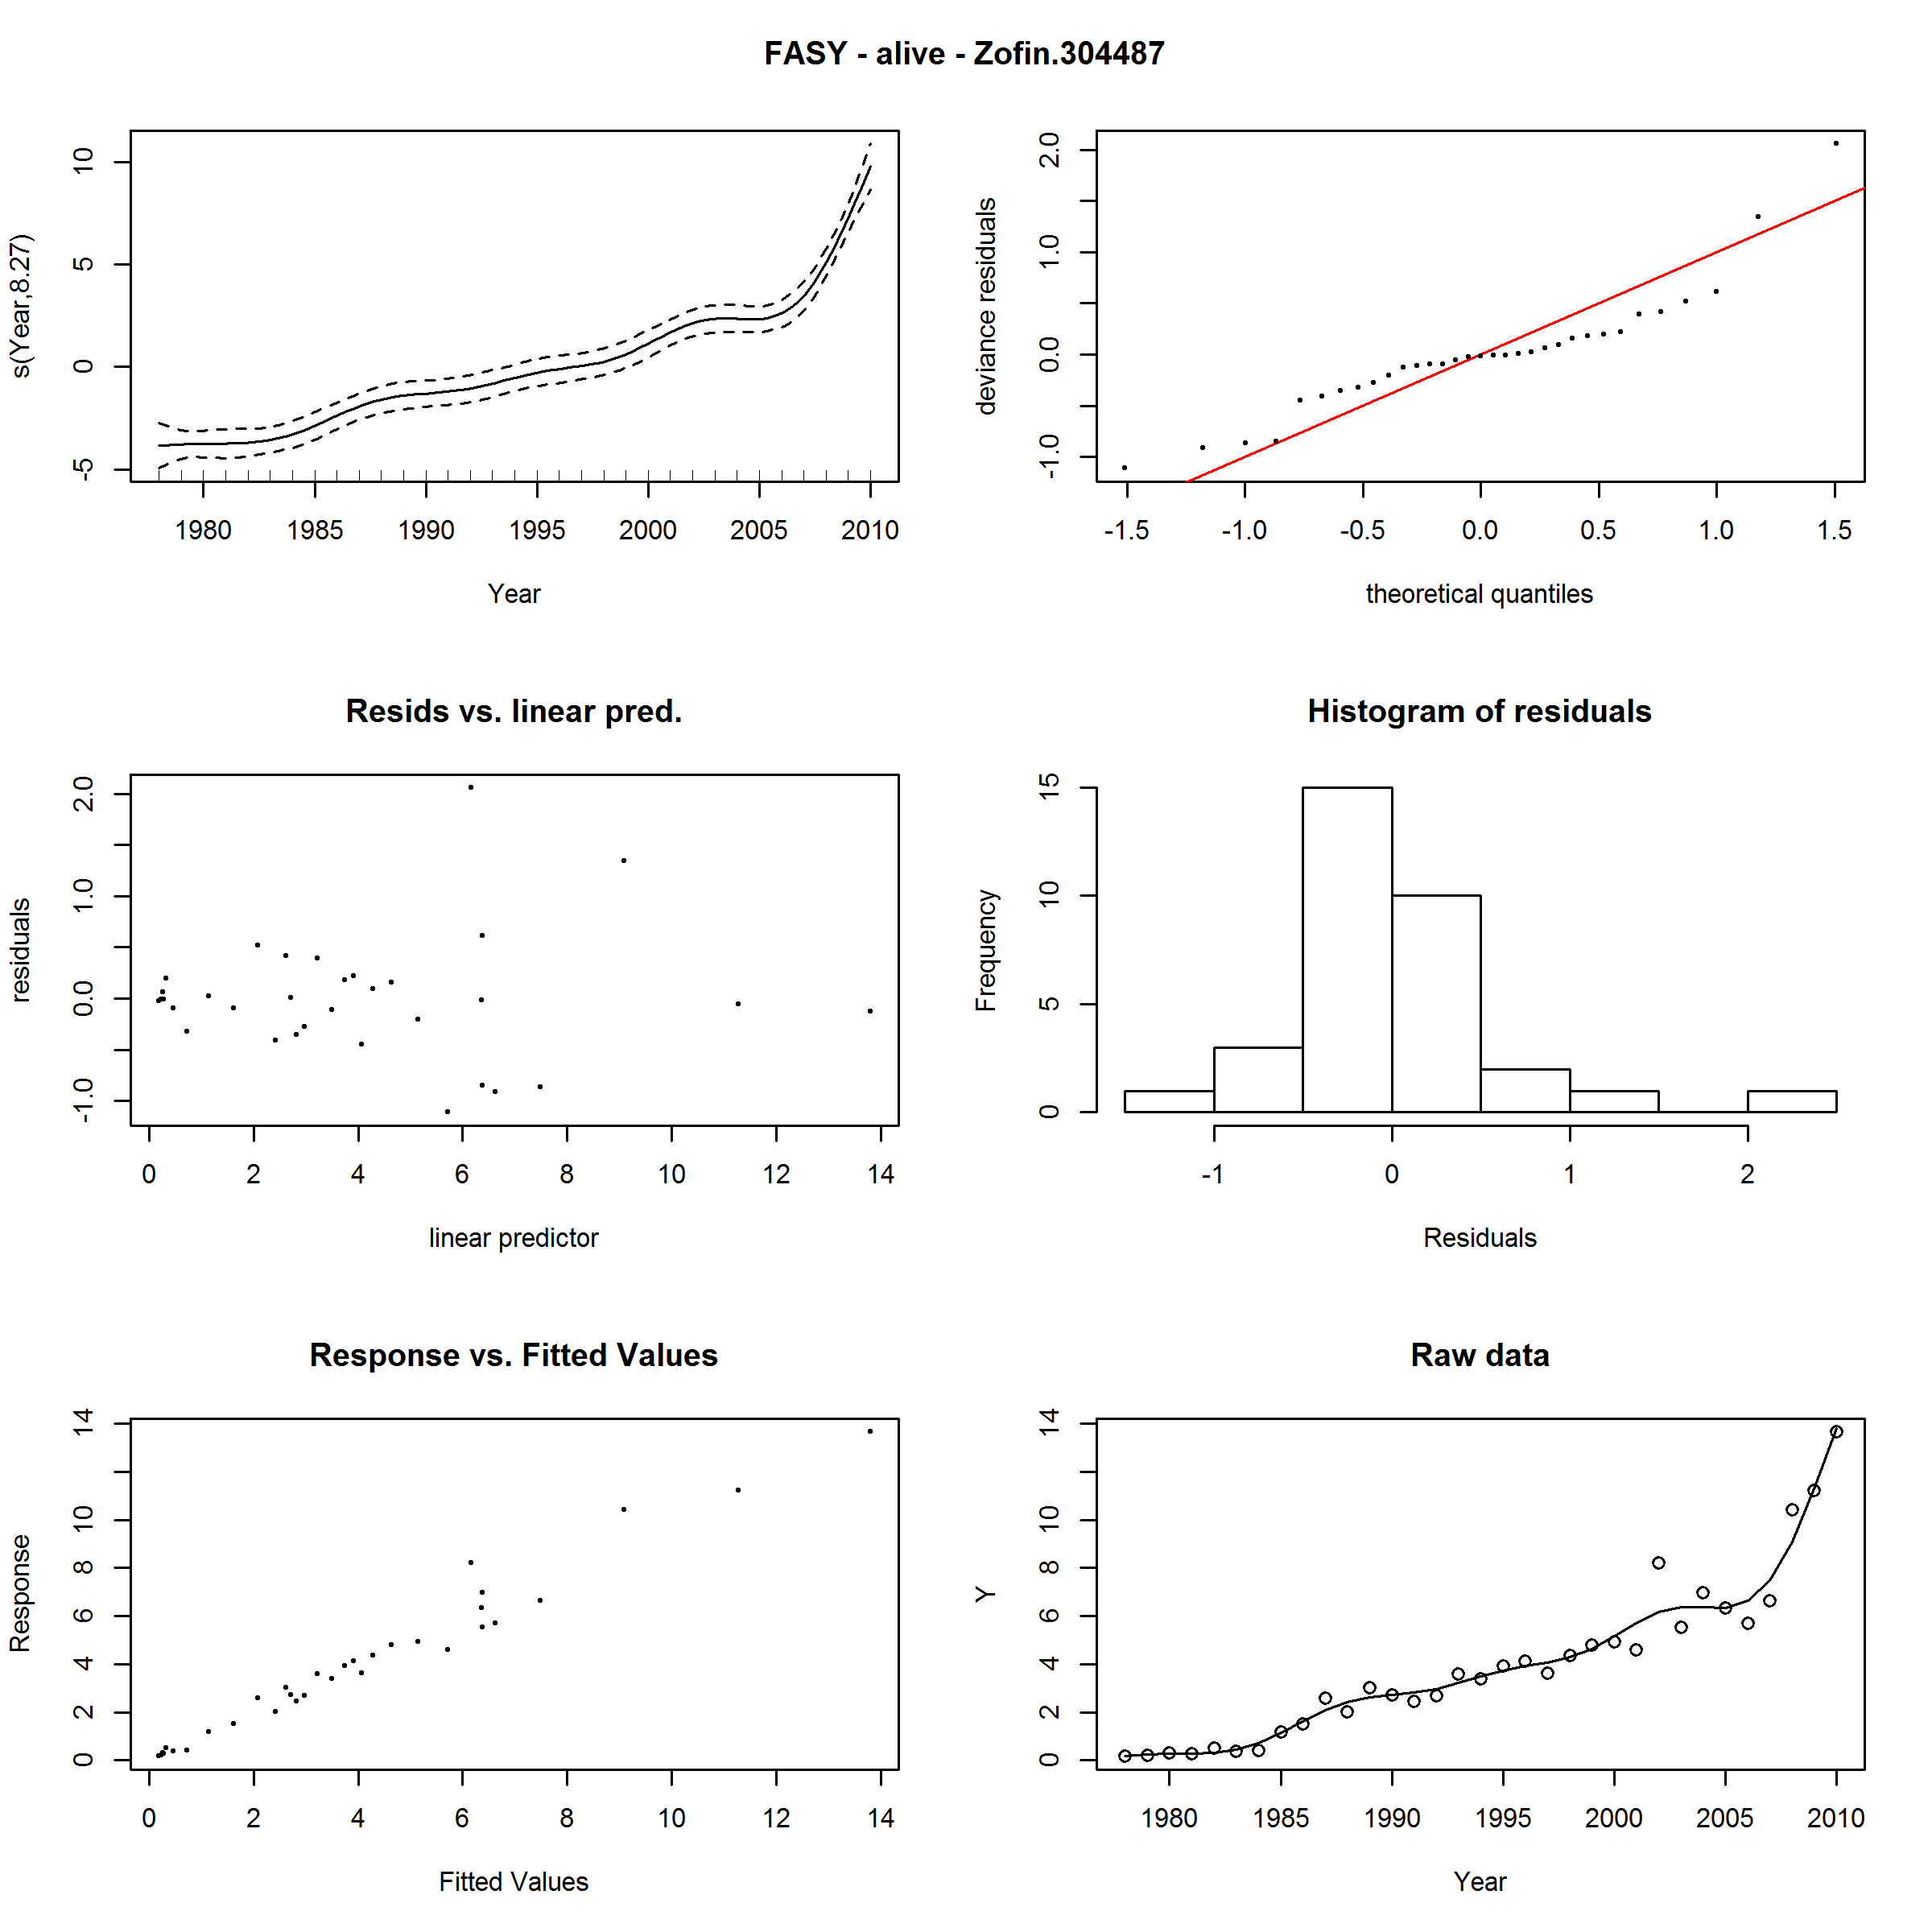 FASY - alive - Zofin.304487
s(Year,8.27)
-5 0 5 10
1980 1985 1990 1995 2000 2005 2010
Year
deviance residuals
-1.0 0.0 1.0 2.0
-1.5 -1.0 -0.5 0.0 0.5 1.0 1.5
theoretical quantiles
Resids vs. linear pred.
residuals
-1.0 0.0 1.0 2.0
0 2 4 6 8 10 12 14
linear predictor
Histogram of residuals
Frequency
0 5 10 15
-1 0 1 2
Residuals
Response vs. Fitted Values
Response
0 2 4 6 8 10 14
0 2 4 6 8 10 12 14
Fitted Values
Raw data
Y
0 2 4 6 8 10 14
1980 1985 1990 1995 2000 2005 2010
Year